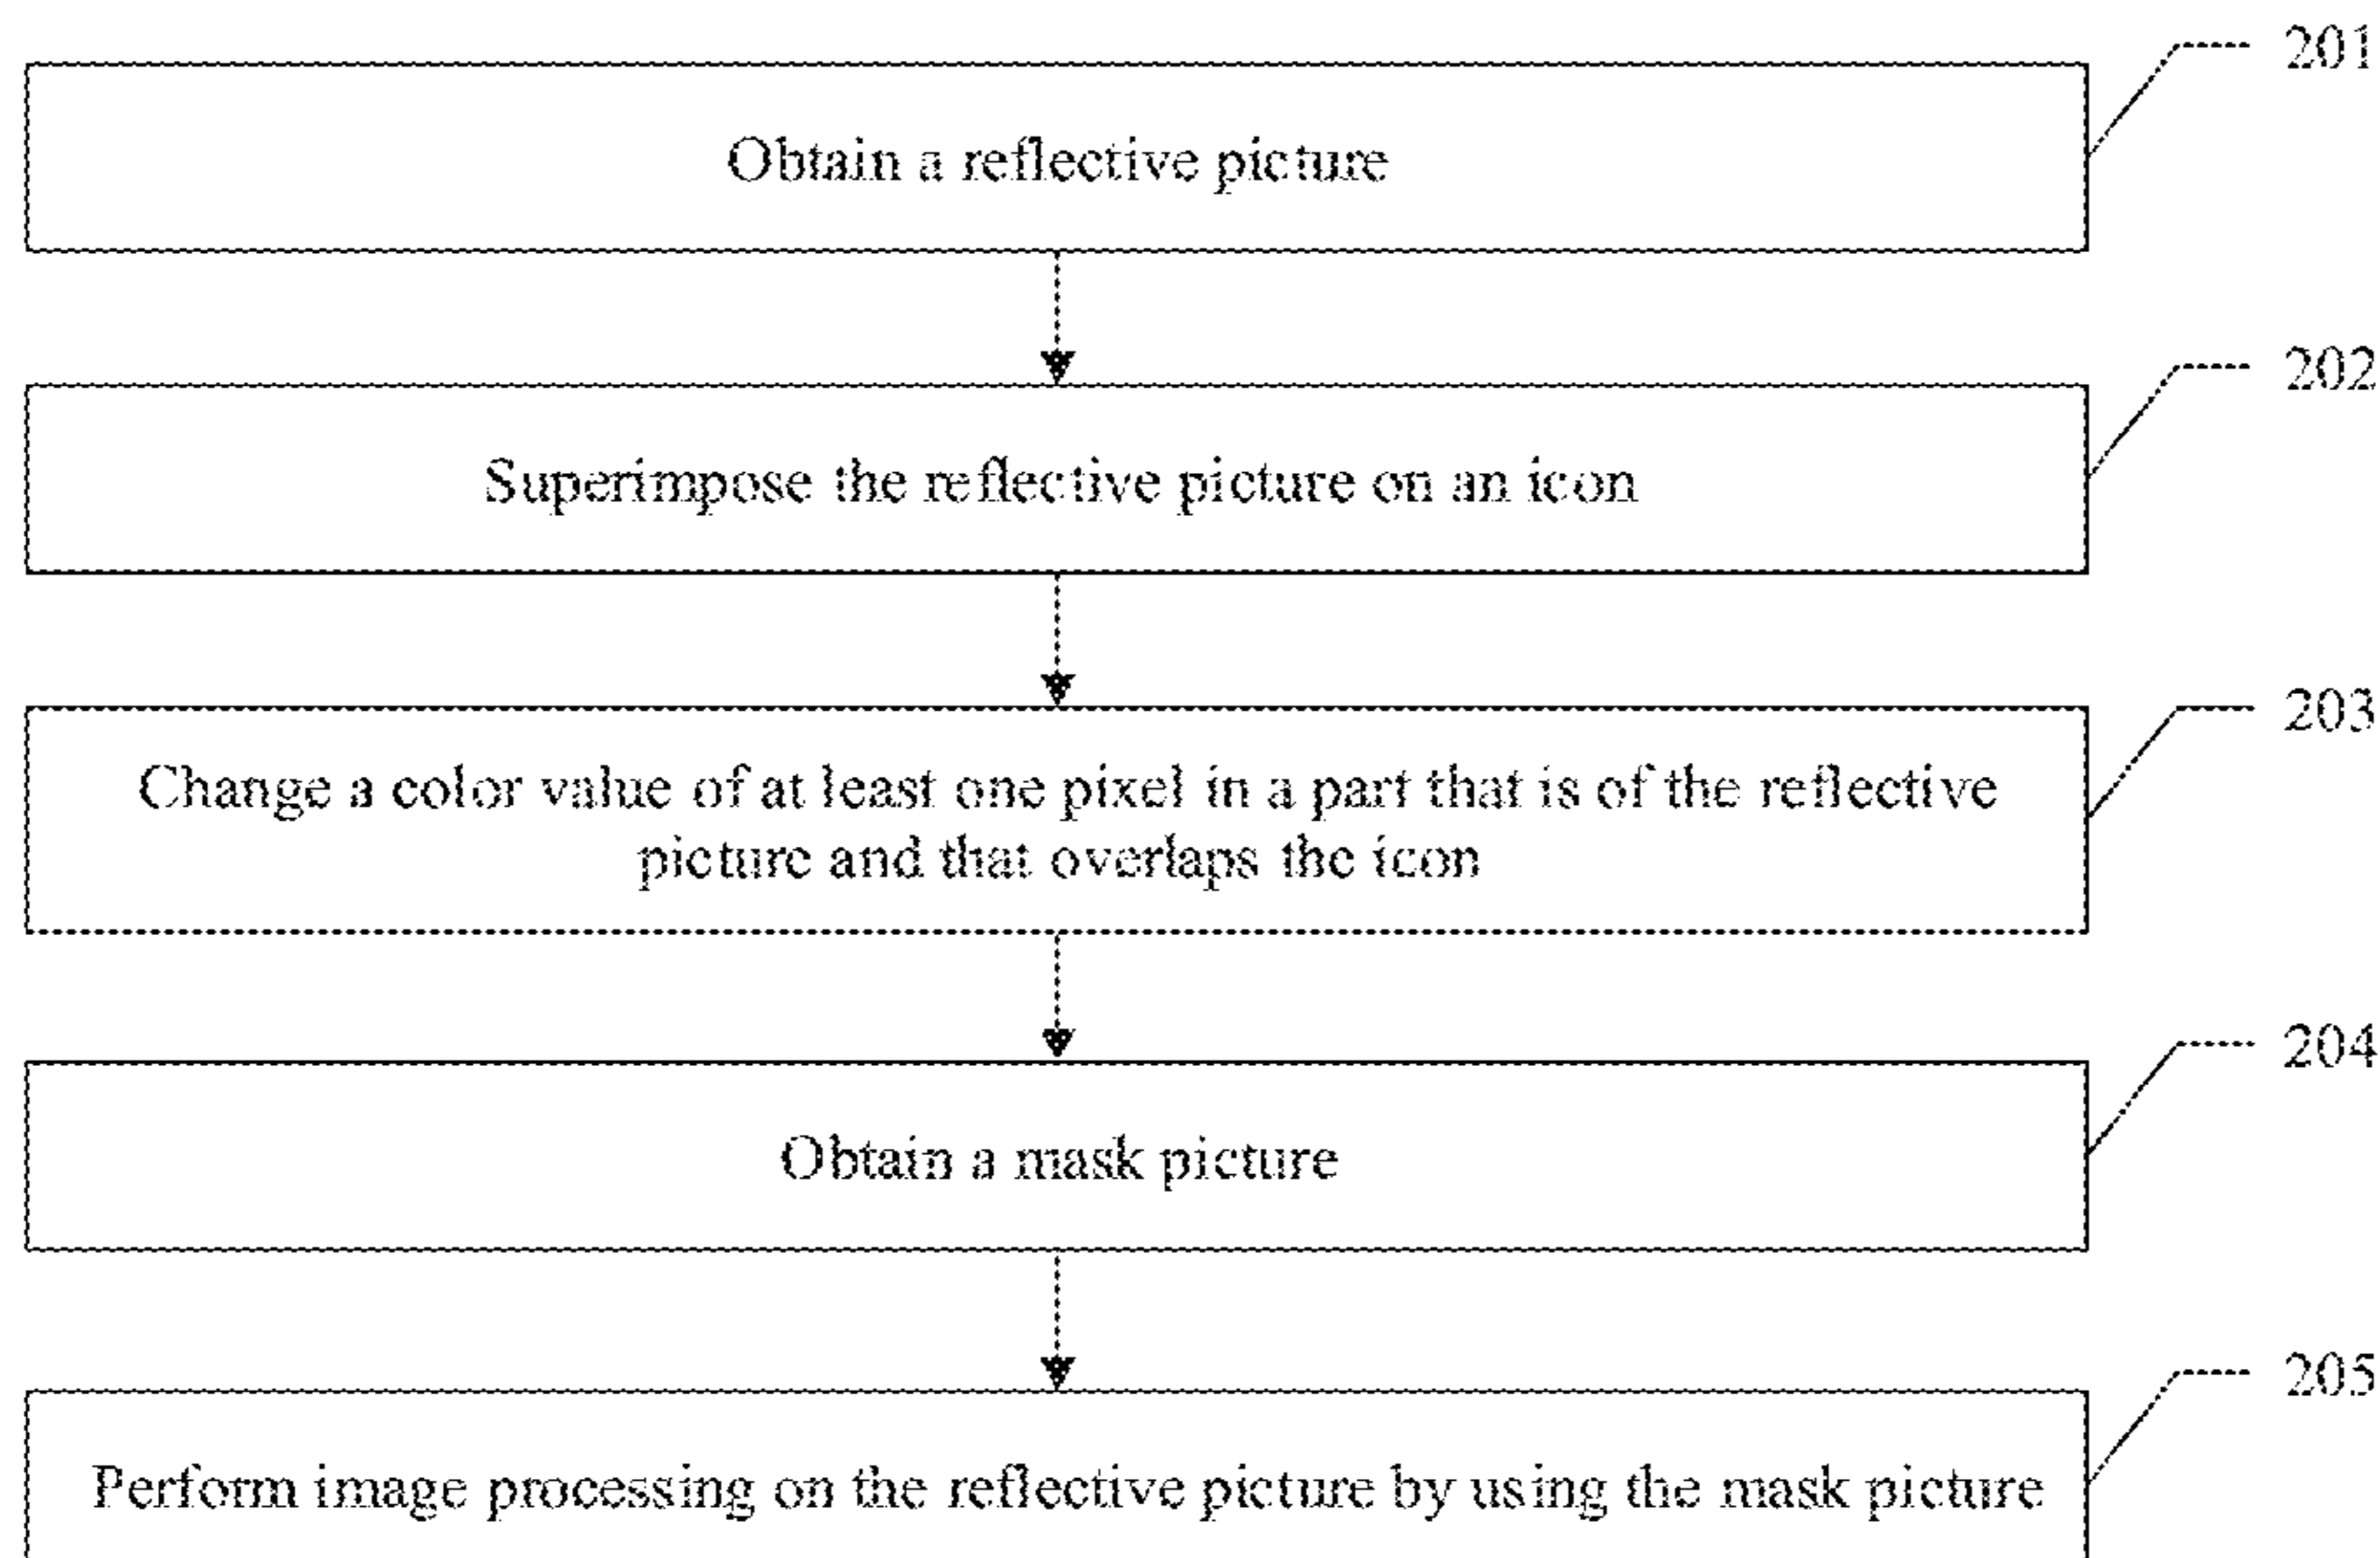 201
Obtain a reflective picture
202
Superimpose the reflective picture on an icon
203
Change a color value of at least one pixel in a part that is of the reflective
picture and that overlaps the icon
204
Obtain a mask picture
205
Perform image processing on the reflective picture by using the mask picture